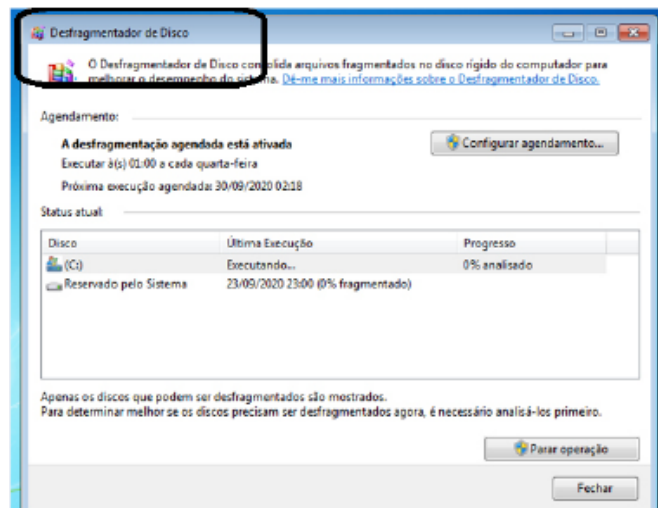 Desfragmentador de Disco
O Desfragmentador de Disco consolida arquivos fragmentados no disco rígido do computador para
melhorar o desempenho do sistema. Dê-me mais informações sobre o Desfragmentador de Disco.
Agendamento:
A desfragmentação agendada está ativada
Configurar agendamento...
Executar à(s) 01:00 a cada quarta-feira
Próxima execução agendada: 30/09/2020 02:18
Status atual:
Disco Última Execução Progresso
(C:) Executando... 0% analisado
Reservado pelo Sistema 23/09/2020 23:00 (0% fragmentado)
Apenas os discos que podem ser desfragmentados são mostrados.
Para determinar melhor se os discos precisam ser desfragmentados agora, é necessário analisá-los primeiro.
Parar operação
Fechar